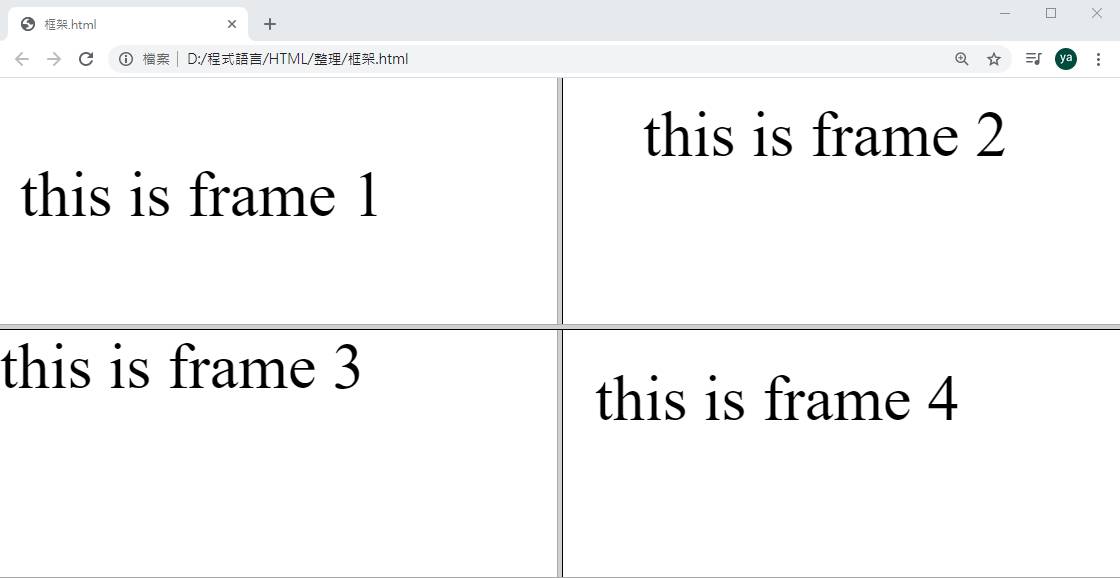 框架.html
檔案 D:/程式語言/HTML/整理/框架.html
ya
this is frame 1
this is frame 2
this is frame 3
this is frame 4